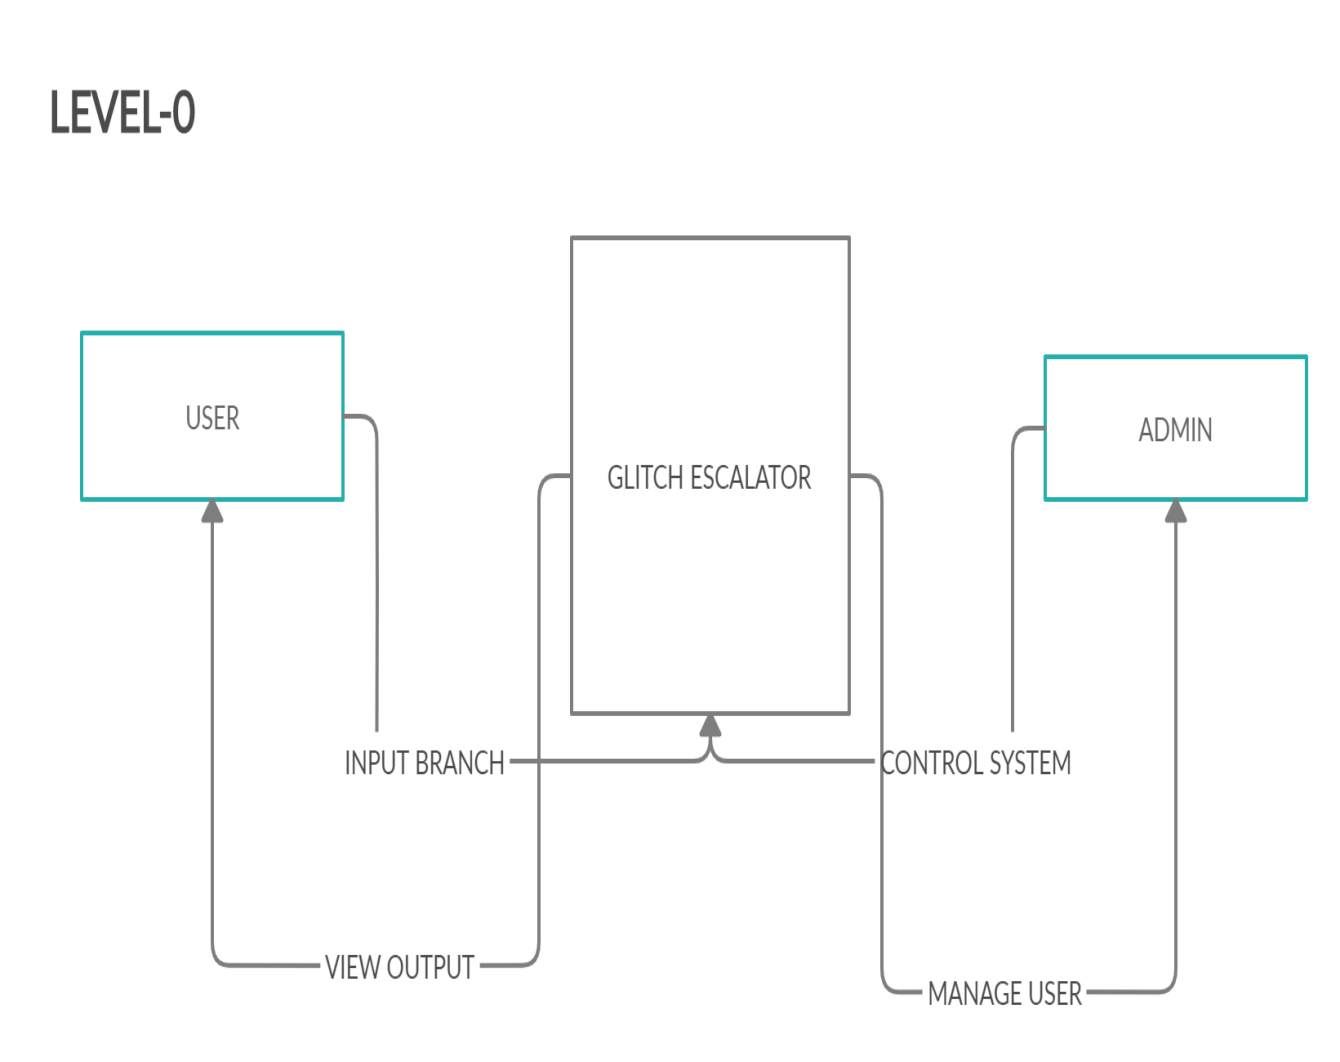 LEVEL-0
USER
GLITCH ESCALATOR
ADMIN
INPUT BRANCH
CONTROL SYSTEM
VIEW OUTPUT
MANAGE USER